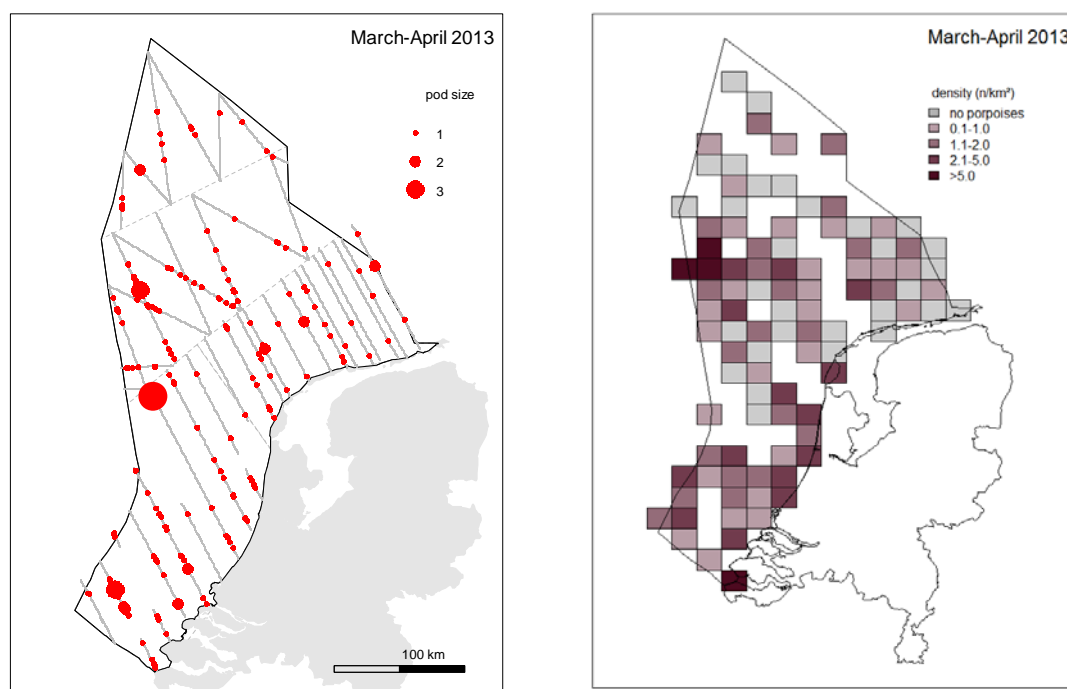 March-April 2013
pod size
1
2
3
100 km
March-April 2013
density (n/km²)
no porpoises
0.1-1.0
1.1-2.0
2.1-5.0
>5.0